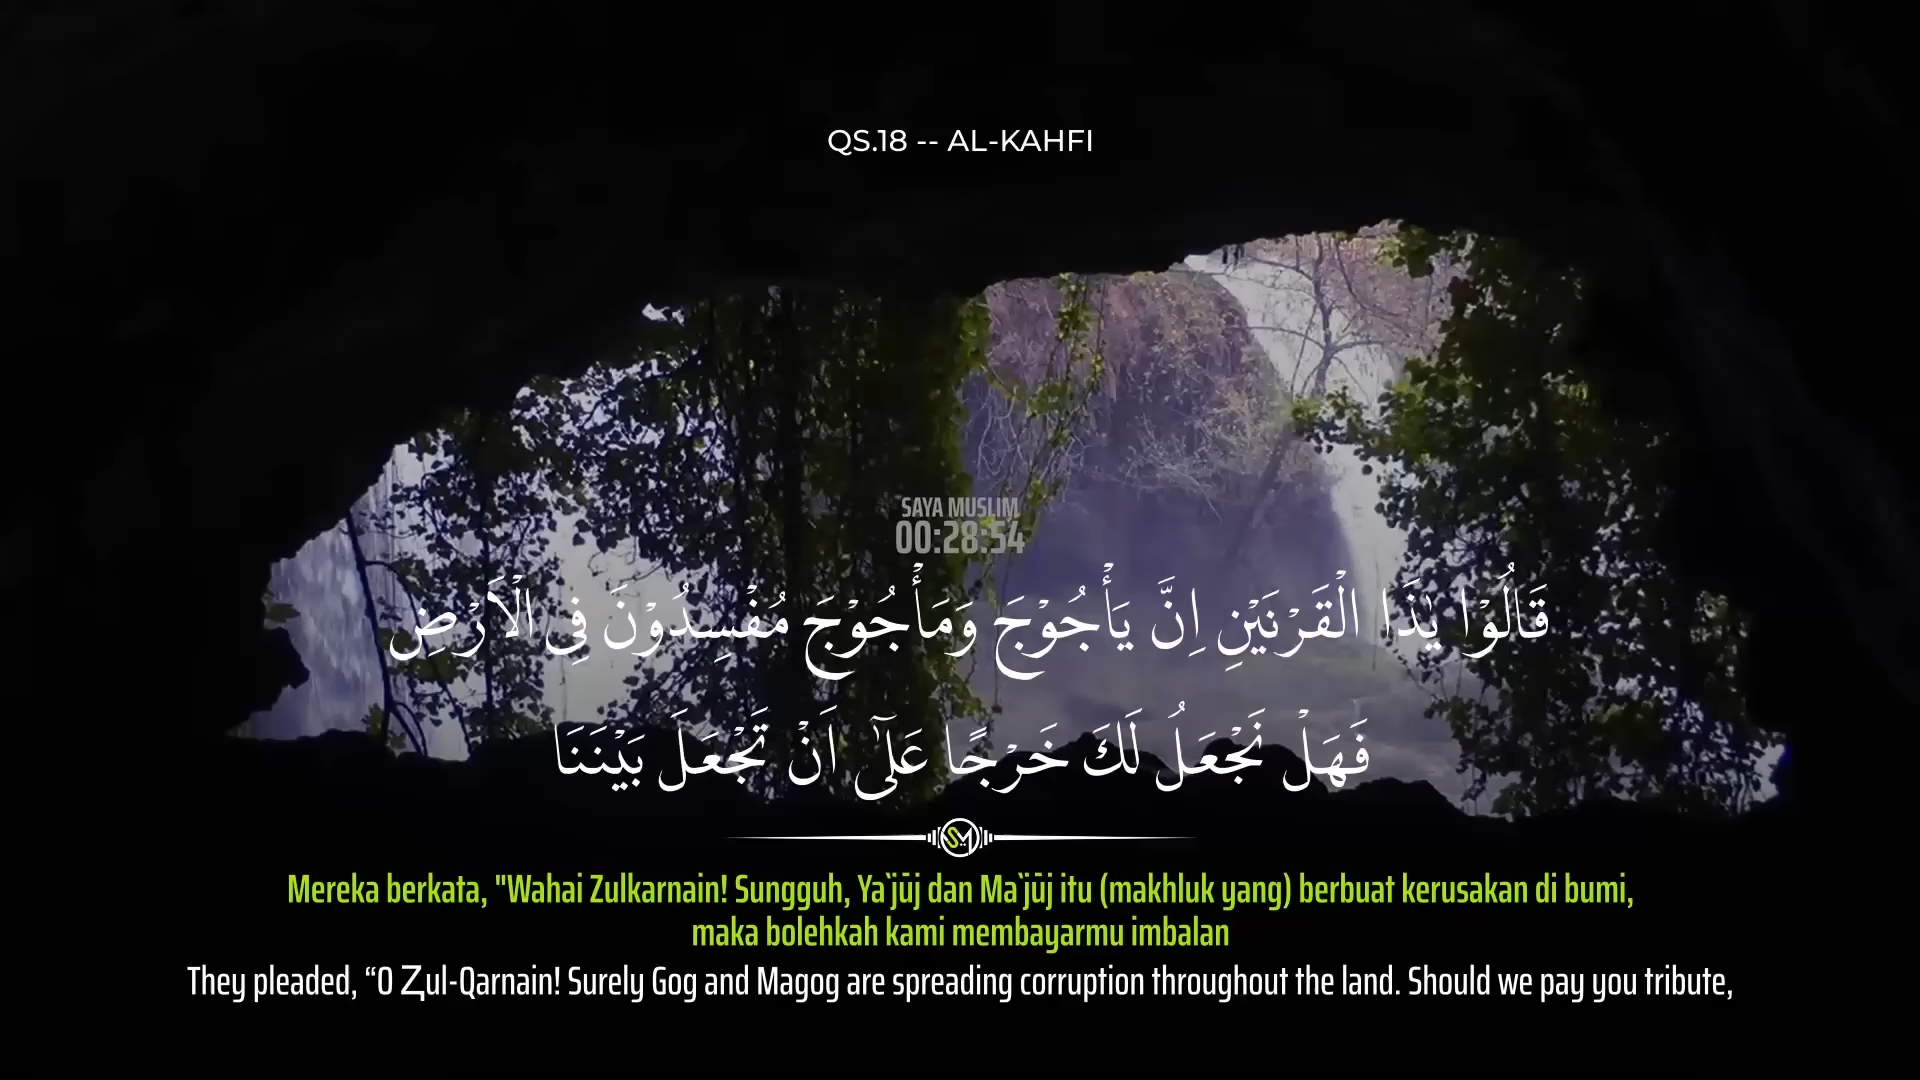 QS.18 -- AL-KAHFI
SAYA MUSLIM
00:28:54
قَالُوْا يٰذَا الْقَرْنَيْنِ اِنَّ يَأْجُوْجَ وَمَأْجُوْجَ مُفْسِدُوْنَ فِى الْاَرْضِ
فَهَلْ نَجْعَلُ لَكَ خَرْجًا عَلٰٓى اَنْ تَجْعَلَ بَيْنَنَا
Mereka berkata, "Wahai Zulkarnain! Sungguh, Ya`jūj dan Ma`jūj itu (makhluk yang) berbuat kerusakan di bumi,
maka bolehkah kami membayarmu imbalan
They pleaded, “O Ⱬul-Qarnain! Surely Gog and Magog are spreading corruption throughout the land. Should we pay you tribute,